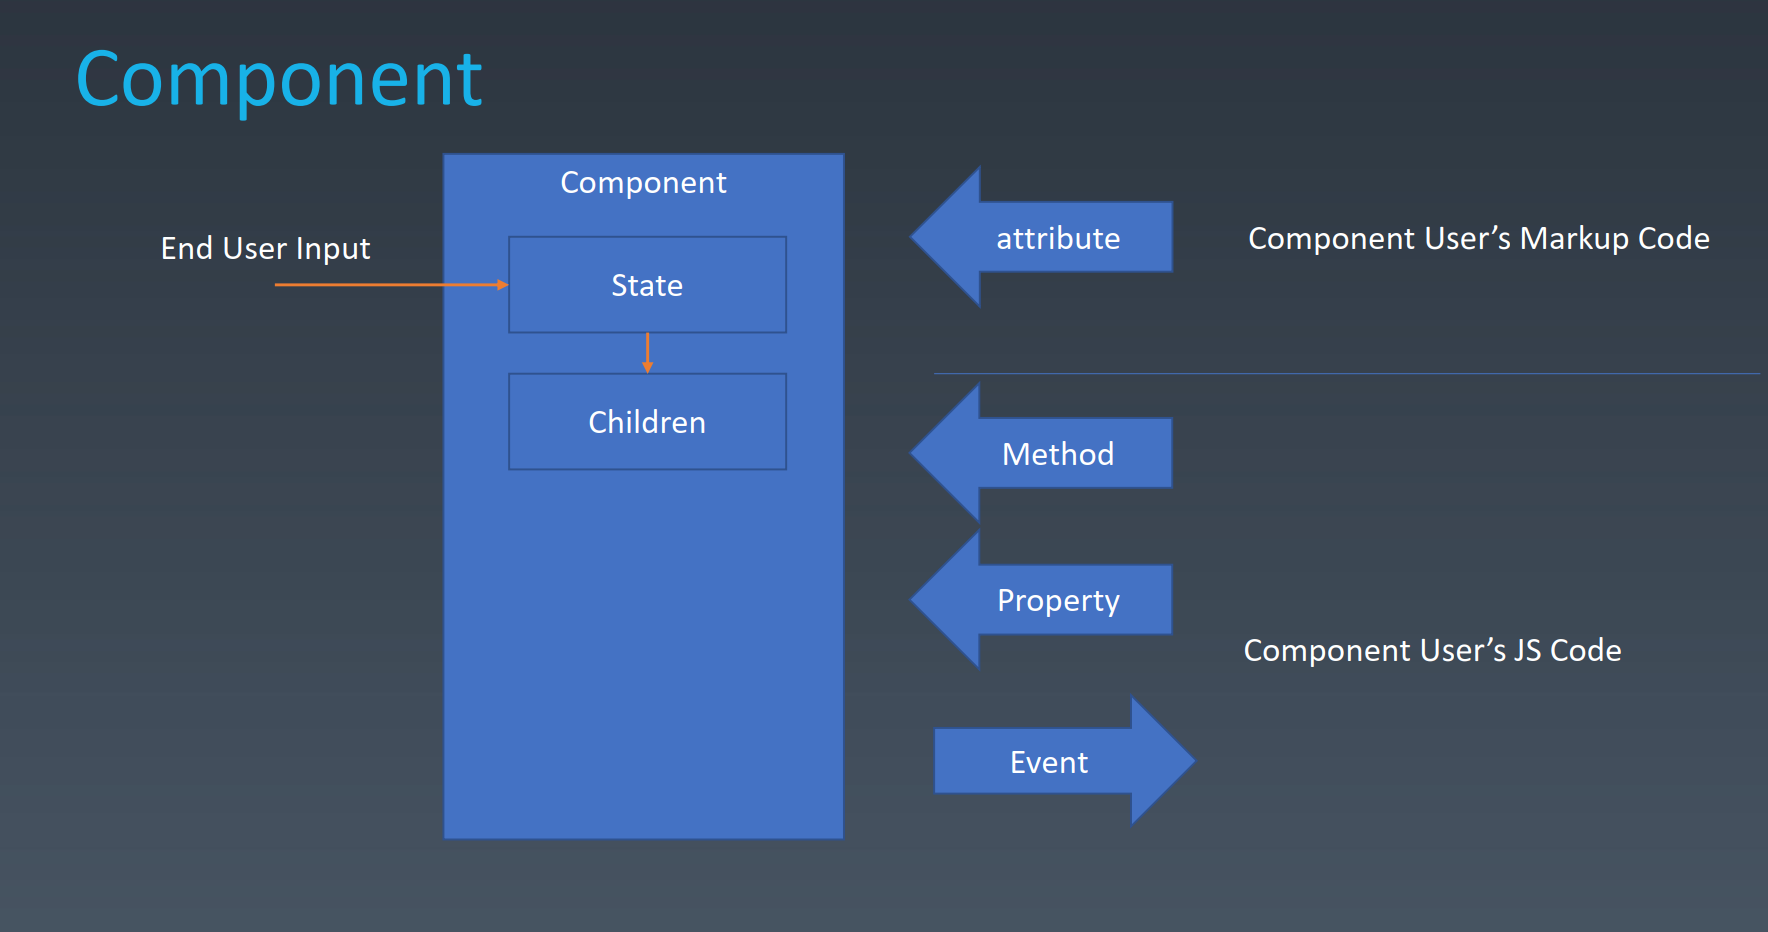 Component
Component
End User Input
State
Children
attribute
Component User’s Markup Code
Method
Property
Component User’s JS Code
Event